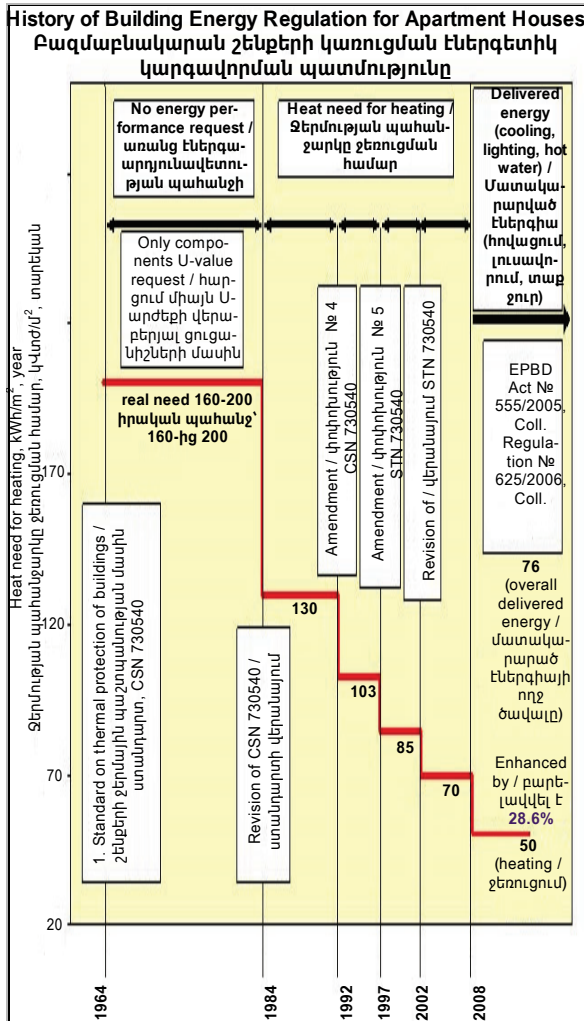 History of Building Energy Regulation for Apartment Houses
Բազմաբնակարան շենքերի կառուցման էներգետիկ
կարգավորման պատմությունը
No energy per-
formance request /
առանց էներգա-
արդյունավետու-
թյան պահանջի
Heat need for heating /
Ջերմության պահան-
ջարկը ջեռուցման
համար
Delivered
energy
(cooling,
lighting, hot
water) /
Մատակա-
րարված
էներգիա
(հովացում,
լուսավո-
րում, տաք
ջուր)
Only compo-
nents U-value
request / հար-
ցում միայն U-
արժեքի վերա-
բերյալ ցուցա-
նիշների մասին
real need 160-200
իրական պահանջ՝
160-ից 200
Amendment / փոփոխություն № 4
CSN 730540
Amendment / փոփոխություն № 5
STN 730540
Revision of / վերանայում STN 730540
EPBD
Act №
555/2005,
Coll.
Regula-
tion №
625/2006,
Coll.
Heat need for heating, kWh/m², year
Ջերմության պահանջարկը ջեռուցման համար, կՎտժ/մ², տարեկան
170
120
70
20
1. Standard on thermal protection of buildings /
շենքերի ջերմային պաշտպանության մասին
ստանդարտ, CSN 730540
Revision of CSN 730540 /
ստանդարտի վերանայում
130
103
85
70
76
(overall
delivered
energy /
մատակա-
րարած
էներգիայի
ողջ
ծավալը)
Enhanced
by / բարե-
լավվել է
28.6%
50
(heating /
ջեռուցում)
1964
1984
1992
1997
2002
2008